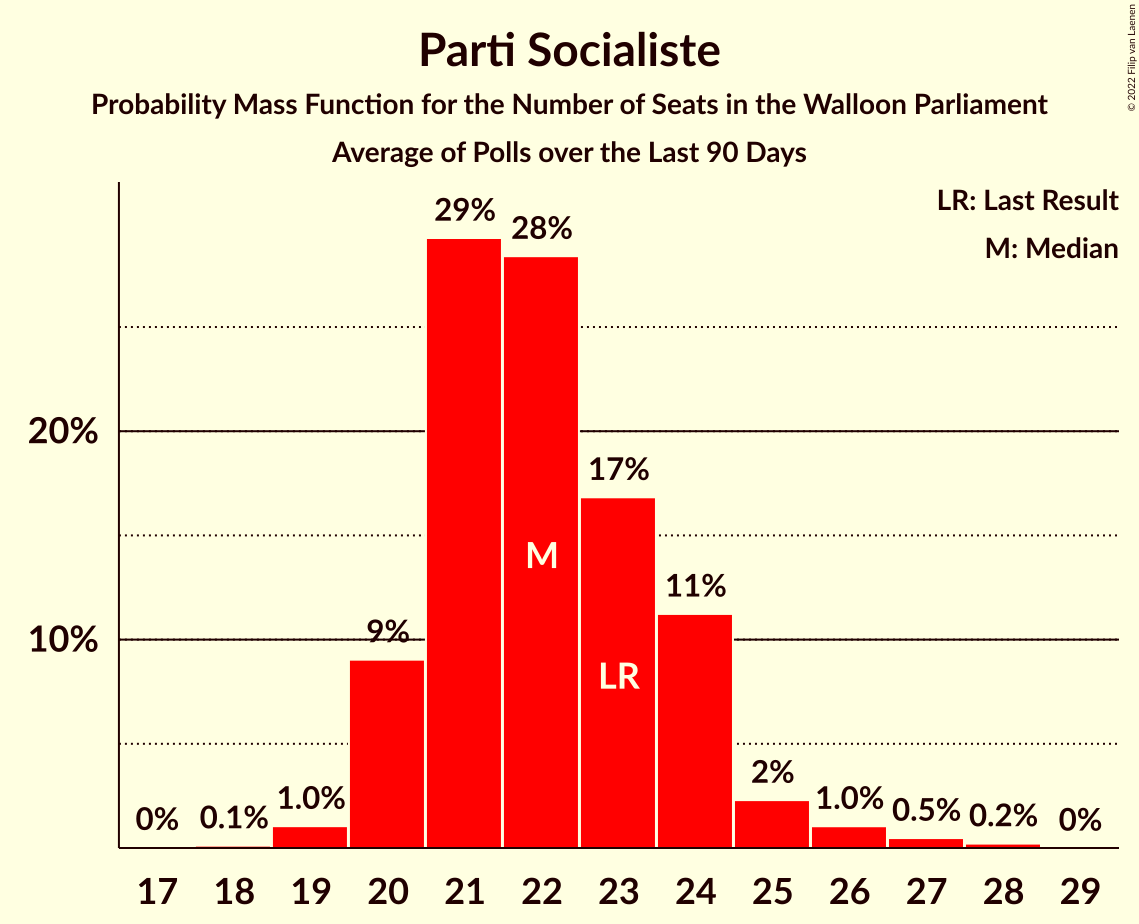 © 2022 Filip van Laenen
Parti Socialiste
Probability Mass Function for the Number of Seats in the Walloon Parliament
Average of Polls over the Last 90 Days
LR: Last Result
M: Median
29%
28%
20%
17%
M
11%
10%
9%
LR
2%
1.0%
1.0%
0.5%
0.2%
0%
0.1%
0%
17 18 19 20 21 22 23 24 25 26 27 28 29